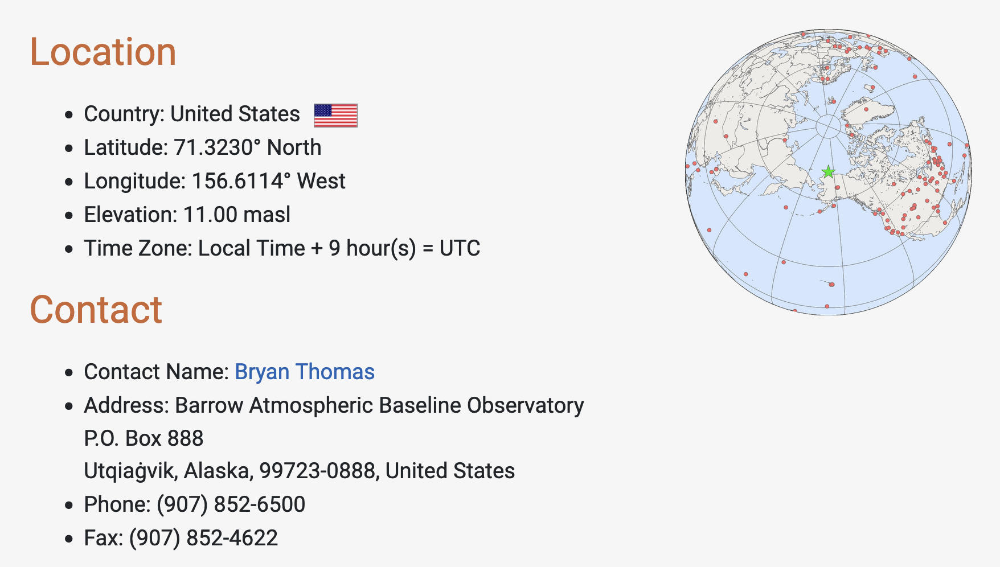 Location
Country: United States
Latitude: 71.3230° North
Longitude: 156.6114° West
Elevation: 11.00 masl
Time Zone: Local Time + 9 hour(s) = UTC
Contact
Contact Name: Bryan Thomas
Address: Barrow Atmospheric Baseline Observatory
P.O. Box 888
Utqiaġvik, Alaska, 99723-0888, United States
Phone: (907) 852-6500
Fax: (907) 852-4622